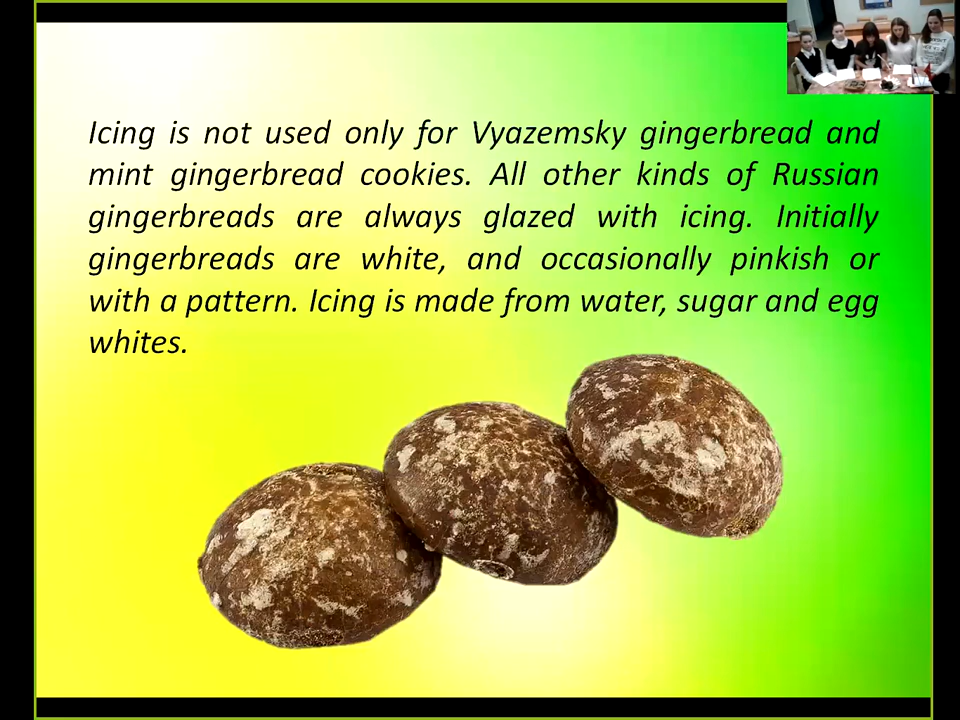 Icing is not used only for Vyazemsky gingerbread and
mint gingerbread cookies. All other kinds of Russian
gingerbreads are always glazed with icing. Initially
gingerbreads are white, and occasionally pinkish or
with a pattern. Icing is made from water, sugar and egg
whites.